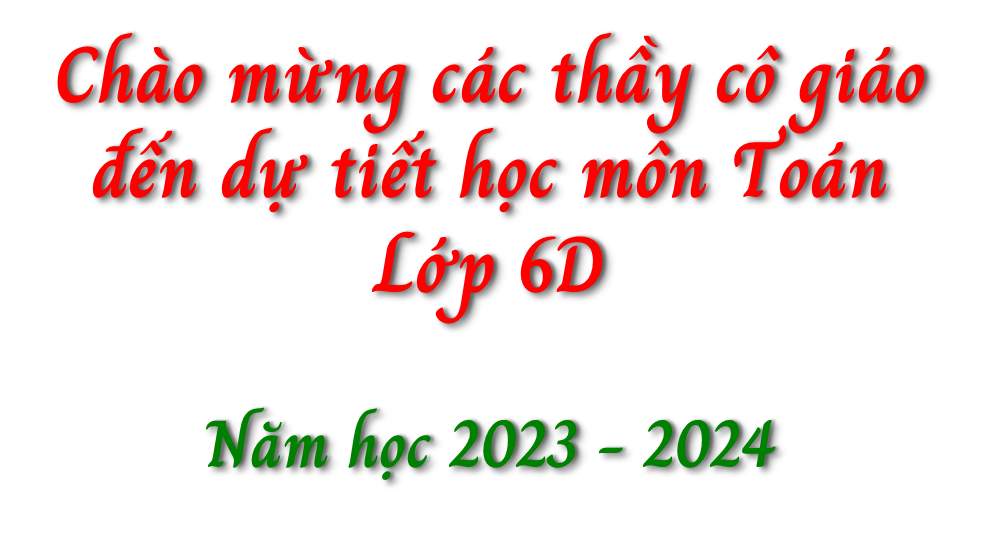 Chào mừng các thầy cô giáo
đến dự tiết học môn Toán
Lớp 6D
Năm học 2023 - 2024